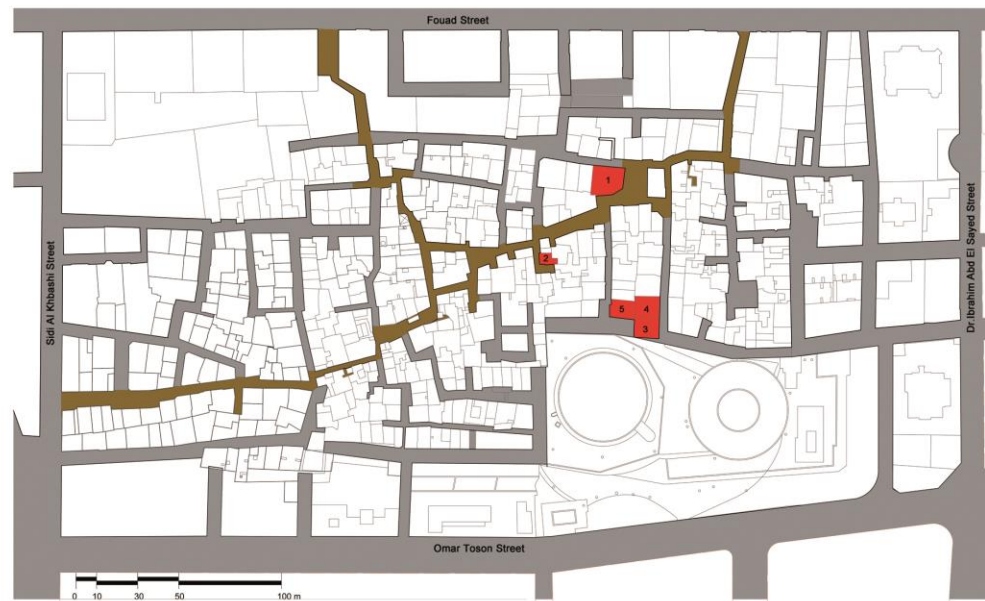 Fouad Street
1
2
5 4
3
Sidi Al Khbashi Street
Dr.Ibrahim Abd El Sayed Street
Omar Toson Street
0 10 30 50 100 m